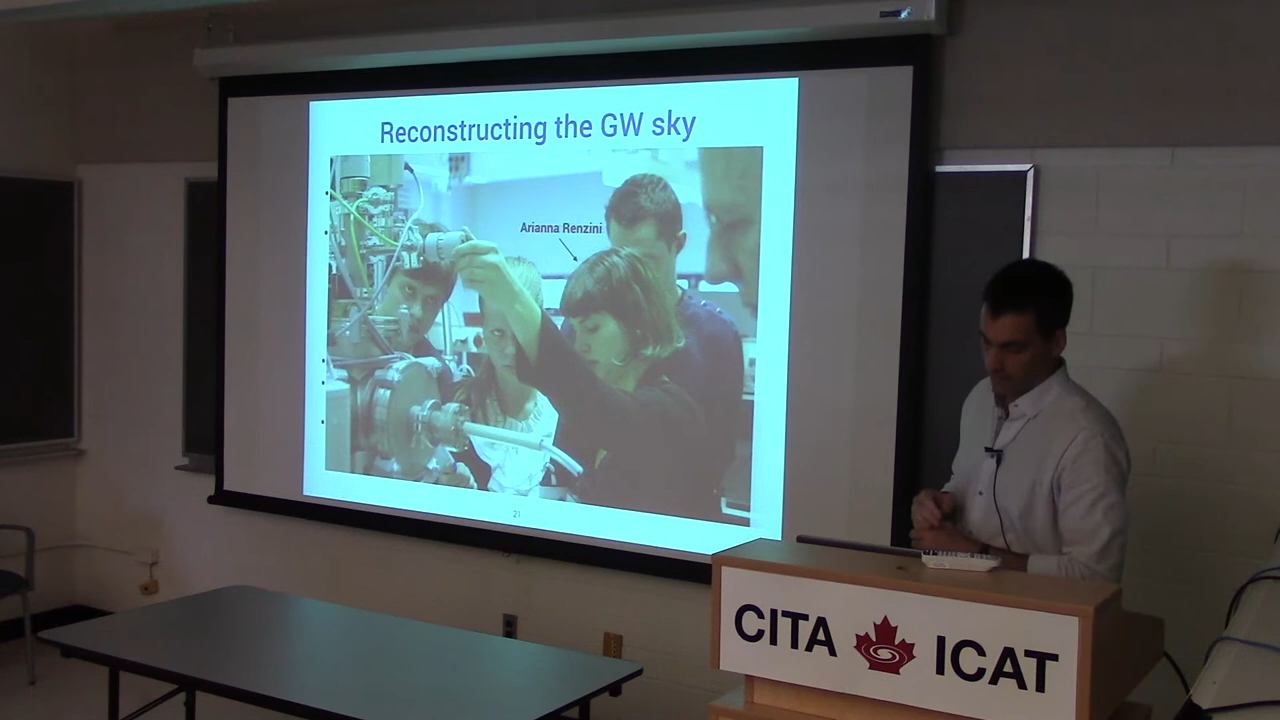 Reconstructing the GW sky
Arianna Renzini
21
CITA ICAT